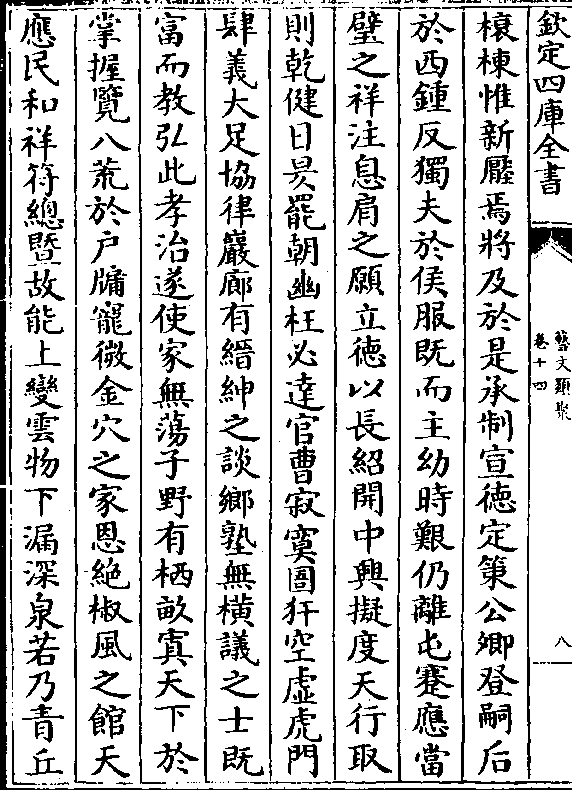 欽定四庫全書
藝文類聚
卷十四
八
榱棟惟新壓焉將及於是承制宣德定策公卿登嗣后
於西鍾反獨夫於侯服既而主幼時艱仍離屯蹇應當
璧之祥注息肩之願立德以長紹開中興擬度天行取
則乾健日昃罷朝幽枉必達官曹寂寞圄犴空虛虎門
肆義大足協律巖廊有縉紳之談鄉塾無橫議之士既
富而教弘此孝治遂使家無蕩子野有栖畝寘天下於
掌握覽八荒於户牖寵微金穴之家恩絶椒風之館天
應民和祥符總暨故能上變雲物下漏深泉若乃青丘